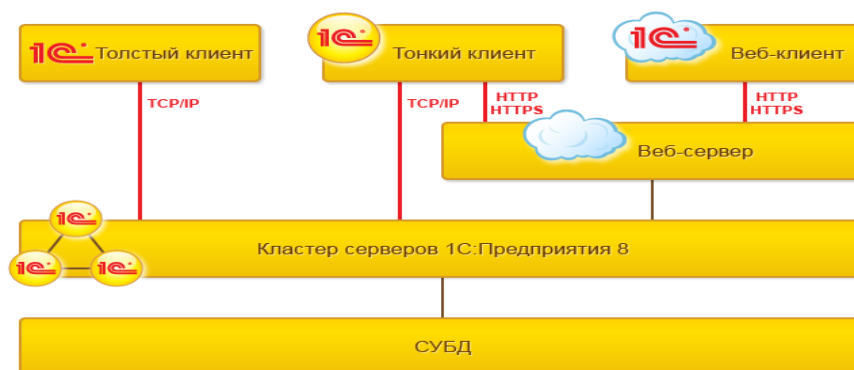 1С Толстый клиент
1С Тонкий клиент
1С Веб-клиент
TCP/IP
TCP/IP
HTTP
HTTPS
HTTP
HTTPS
Веб-сервер
1С
1С
1С
Кластер серверов 1С:Предприятия 8
СУБД